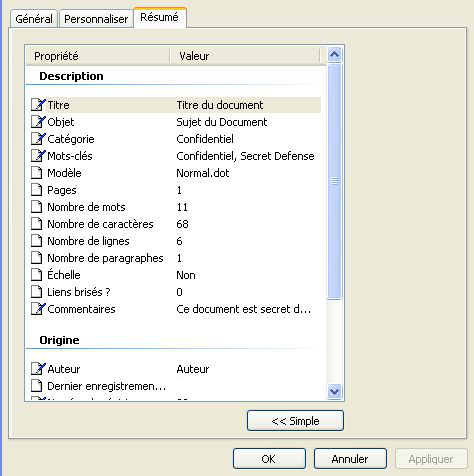 Général Personnaliser Résumé
Propriété Valeur
Description
Titre Titre du document
Objet Sujet du Document
Catégorie Confidentiel
Mots-clés Confidentiel, Secret Defense
Modèle Normal.dot
Pages 1
Nombre de mots 11
Nombre de caractères 68
Nombre de lignes 6
Nombre de paragraphes 1
Échelle Non
Liens brisés ? 0
Commentaires Ce document est secret d...
Origine
Auteur Auteur
Dernier enregistremen...
<< Simple
OK Annuler Appliquer